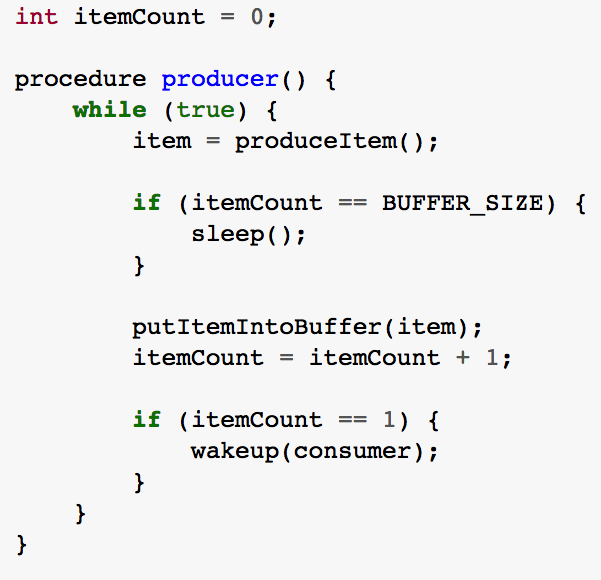 int itemCount = 0;
procedure producer() {
    while (true) {
        item = produceItem();
        if (itemCount == BUFFER_SIZE) {
            sleep();
        }
        putItemIntoBuffer(item);
        itemCount = itemCount + 1;
        if (itemCount == 1) {
            wakeup(consumer);
        }
    }
}